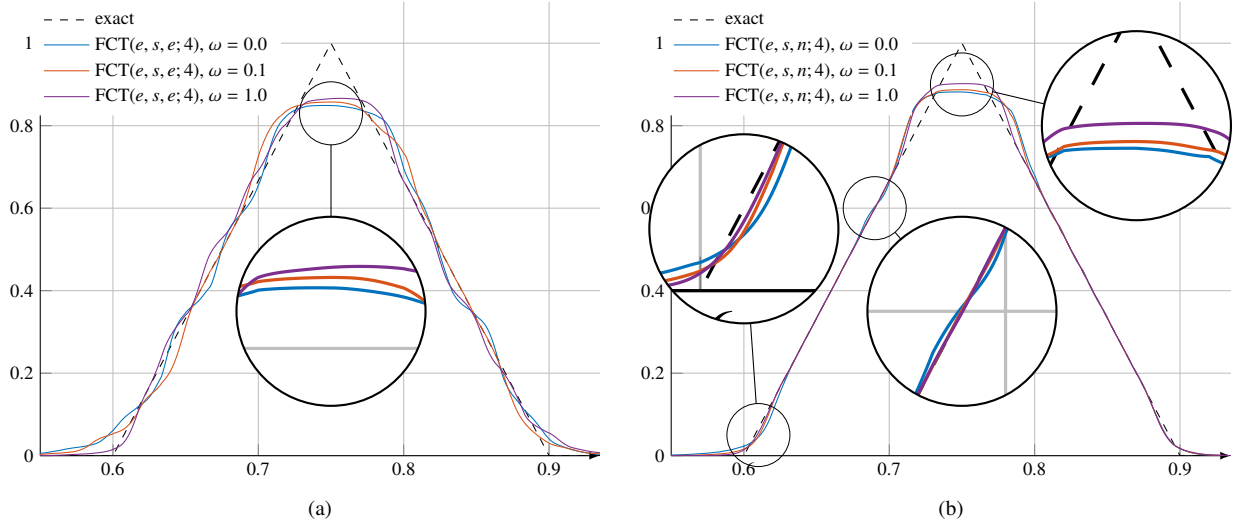 exact
FCT(e, s, e; 4), ω = 0.0
FCT(e, s, e; 4), ω = 0.1
FCT(e, s, e; 4), ω = 1.0
1
0.8
0.6
0.4
0.2
0
0.6 0.7 0.8 0.9
(a)
exact
FCT(e, s, n; 4), ω = 0.0
FCT(e, s, n; 4), ω = 0.1
FCT(e, s, n; 4), ω = 1.0
1
0.8
0.6
0.4
0.2
0
0.6 0.7 0.8 0.9
(b)